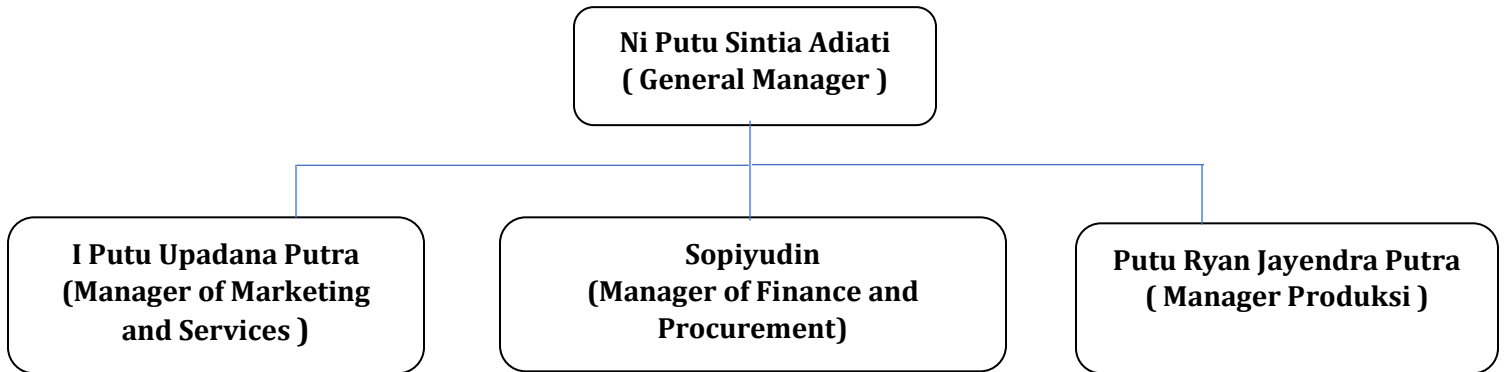 Ni Putu Sintia Adiati
( General Manager )
I Putu Upadana Putra
(Manager of Marketing
and Services )
Sopiyudin
(Manager of Finance and
Procurement)
Putu Ryan Jayendra Putra
( Manager Produksi )